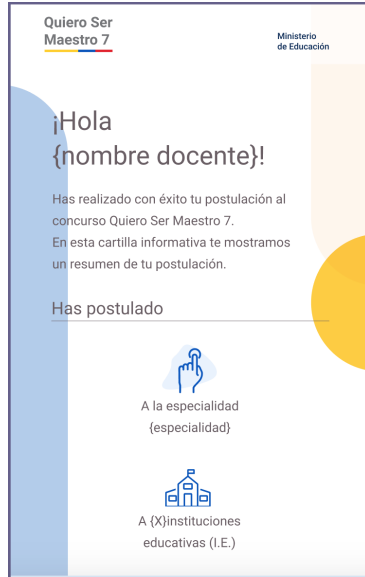 Quiero Ser
Maestro 7
Ministerio
de Educación
¡Hola
{nombre docente}!
Has realizado con éxito tu postulación al
concurso Quiero Ser Maestro 7.
En esta cartilla informativa te mostramos
un resumen de tu postulación.
Has postulado
A la especialidad
{especialidad}
A {X}instituciones
educativas (I.E.)